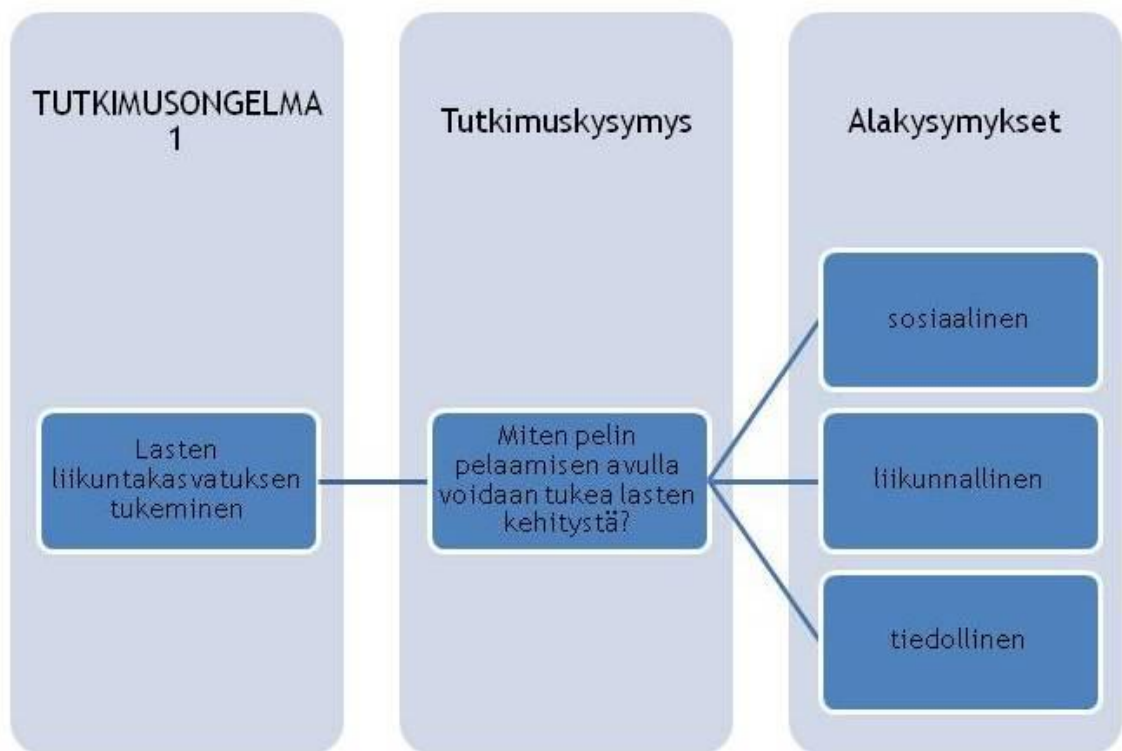 TUTKIMUSONGELMA
1
Tutkimuskysymys
Alakysymykset
Lasten
liikuntakasvatuksen
tukeminen
Miten pelin
pelaamisen avulla
voidaan tukea lasten
kehitystä?
sosiaalinen
liikunnallinen
tiedollinen